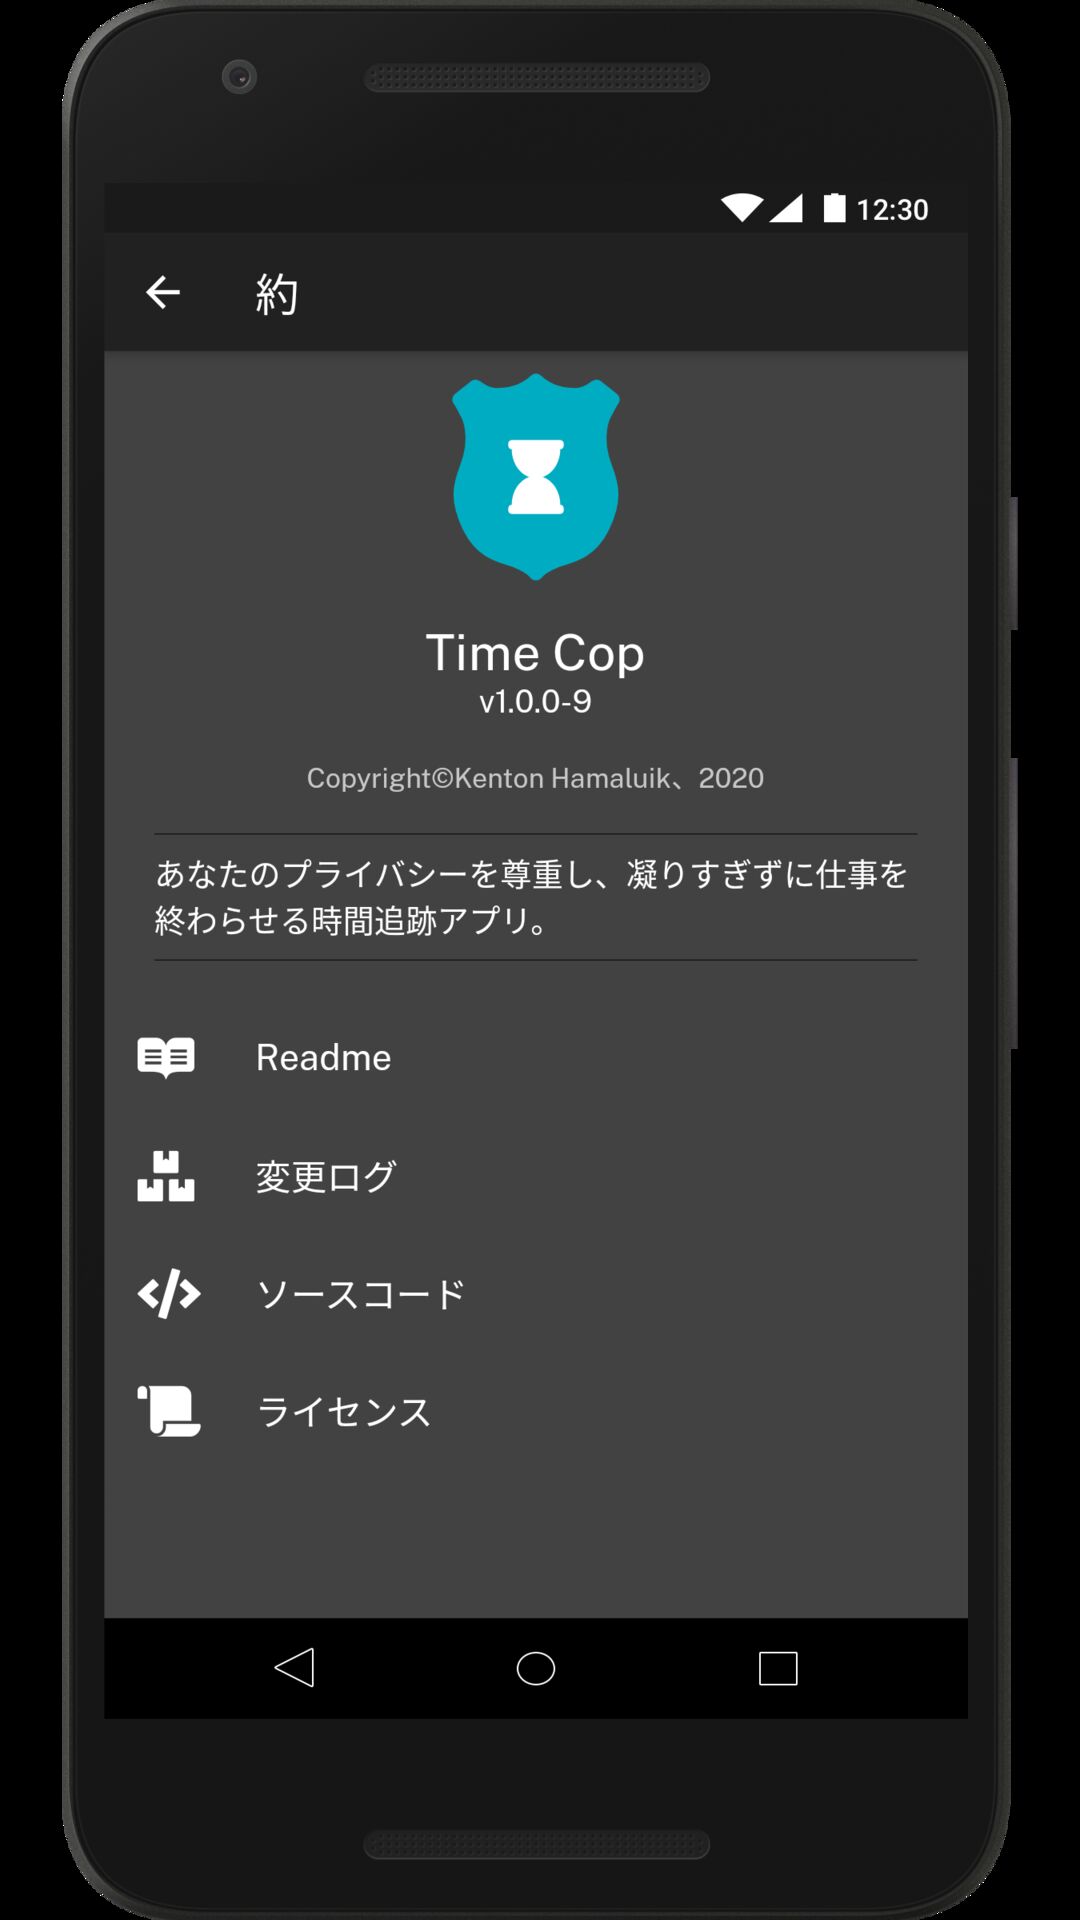 12:30
約
Time Cop
v1.0.0-9
Copyright©Kenton Hamaluik、2020
あなたのプライバシーを尊重し、凝りすぎずに仕事を
終わらせる時間追跡アプリ。
Readme
変更ログ
ソースコード
ライセンス